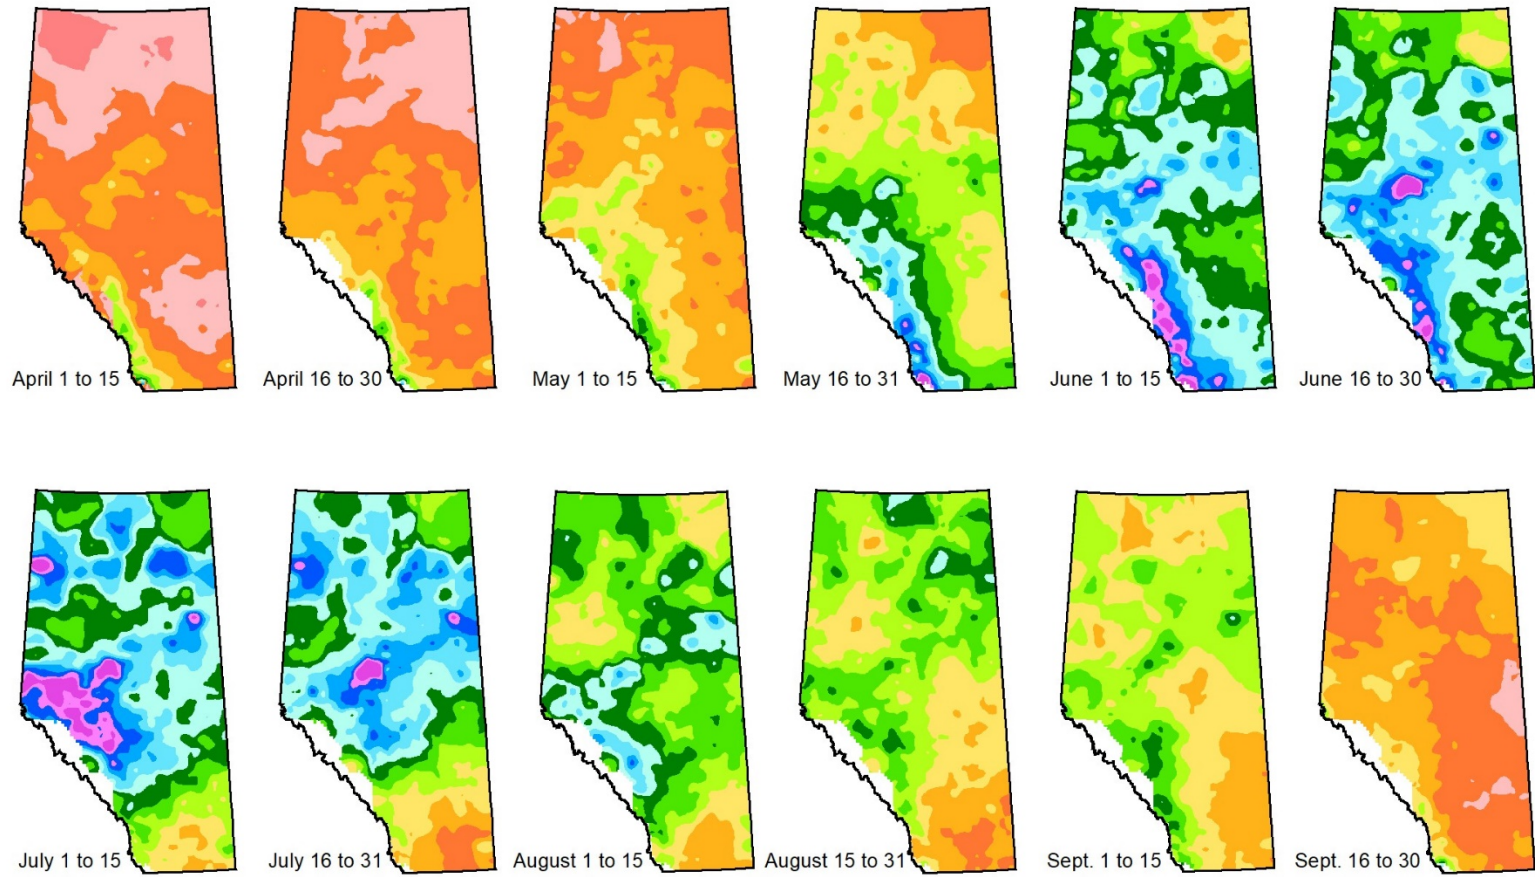 April 1 to 15
April 16 to 30
May 1 to 15
May 16 to 31
June 1 to 15
June 16 to 30
July 1 to 15
July 16 to 31
August 1 to 15
August 15 to 31
Sept. 1 to 15
Sept. 16 to 30